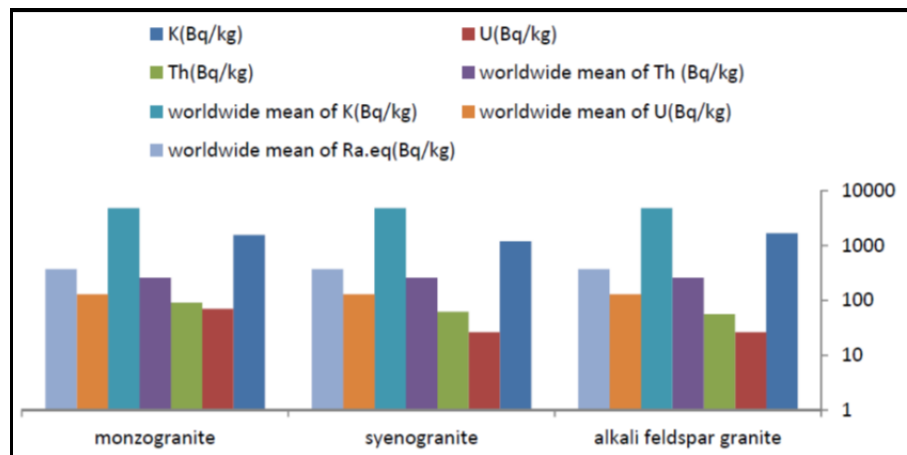 K(Bq/kg) U(Bq/kg)
Th(Bq/kg) worldwide mean of Th (Bq/kg)
worldwide mean of K(Bq/kg) worldwide mean of U(Bq/kg)
worldwide mean of Ra.eq(Bq/kg)
10000
1000
100
10
1
monzogranite syenogranite alkali feldspar granite